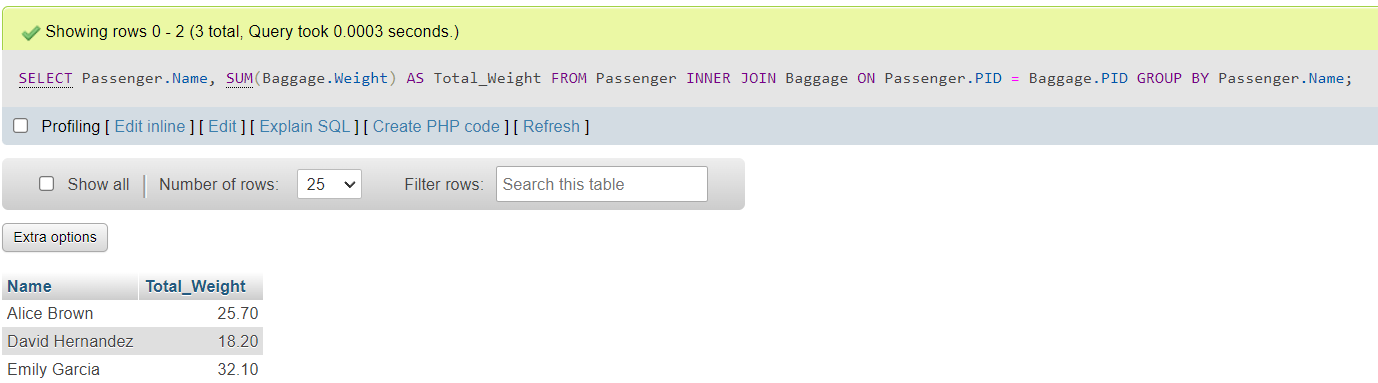 Showing rows 0 - 2 (3 total, Query took 0.0003 seconds.)
SELECT Passenger.Name, SUM(Baggage.Weight) AS Total_Weight FROM Passenger INNER JOIN Baggage ON Passenger.PID = Baggage.PID GROUP BY Passenger.Name;
Profiling [ Edit inline ] [ Edit ] [ Explain SQL ] [ Create PHP code ] [ Refresh ]
Show all Number of rows: 25 Filter rows: Search this table
Extra options
Name Total_Weight
Alice Brown 25.70
David Hernandez 18.20
Emily Garcia 32.10